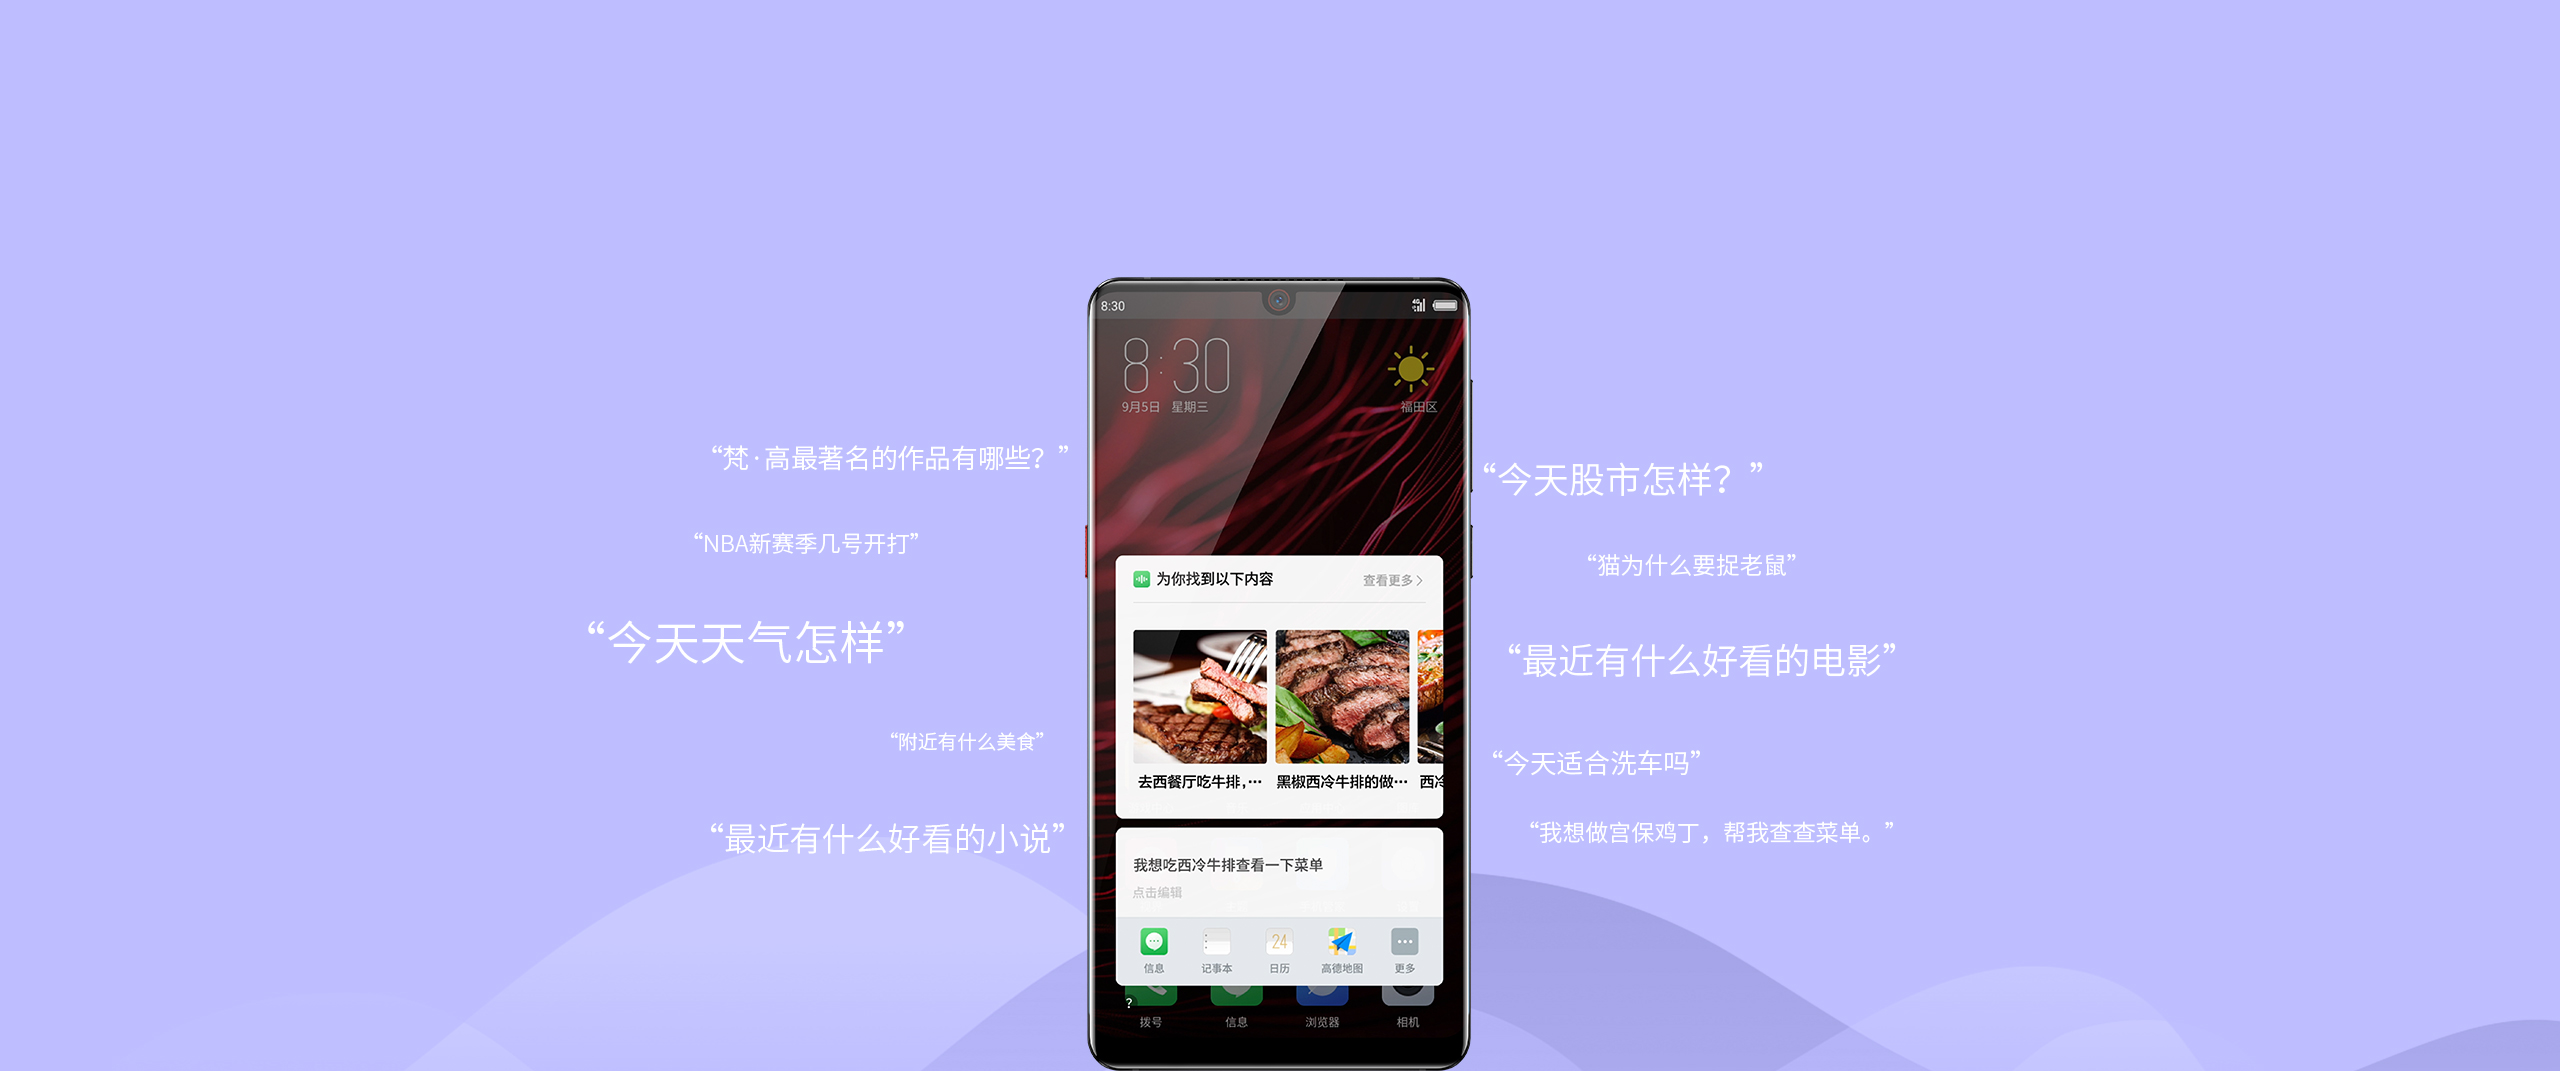 “梵·高最著名的作品有哪些？”
“NBA新赛季几号开打”
“今天天气怎样”
“附近有什么美食”
“最近有什么好看的小说”
8:30
4G
8:30
9月5日 星期三
福田区
为你找到以下内容
查看更多 >
去西餐厅吃牛排，…
黑椒西冷牛排的做…
西冷
我想吃西冷牛排查看一下菜单
点击编辑
24
信息
记事本
日历
高德地图
更多
?
拨号
信息
浏览器
相机
“今天股市怎样？”
“猫为什么要捉老鼠”
“最近有什么好看的电影”
“今天适合洗车吗”
“我想做宫保鸡丁，帮我查查菜单。”